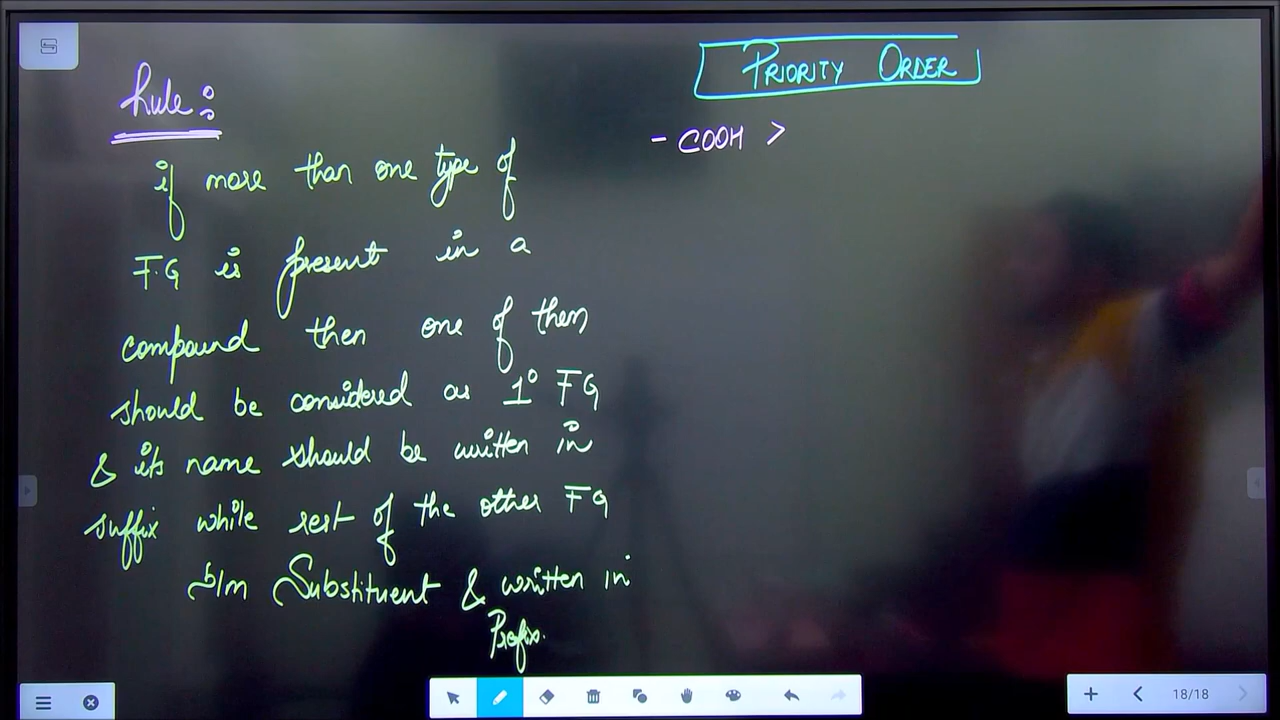 Rule:
if more than one type of
F.G is present in a
compound then one of them
should be considered as 1° FG
& its name should be written in
suffix while rest of the other FG
b/m Substituent & written in
Prefix.
PRIORITY ORDER
- COOH >
18/18